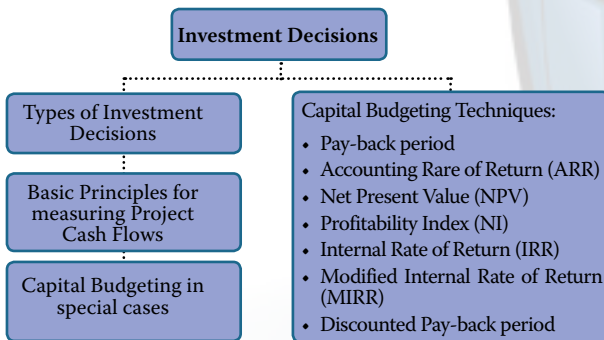 Investment Decisions
Types of Investment
Decisions
Basic Principles for
measuring Project
Cash Flows
Capital Budgeting in
special cases
Capital Budgeting Techniques:
• Pay-back period
• Accounting Rare of Return (ARR)
• Net Present Value (NPV)
• Profitability Index (NI)
• Internal Rate of Return (IRR)
• Modified Internal Rate of Return
(MIRR)
• Discounted Pay-back period